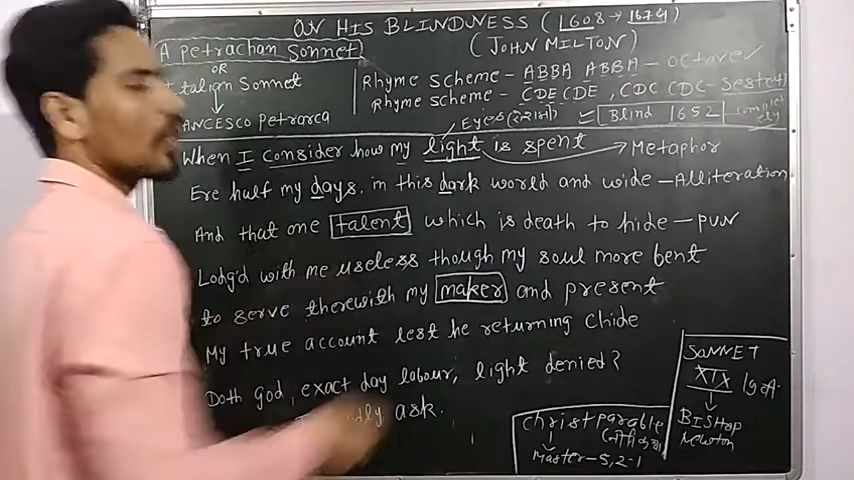 ON HIS BLINDNESS (1608 → 1674)
(JOHN MILTON)
A Petrachan Sonnet
OR
Italian Sonnet
ANCESCO Petrarca
Rhyme scheme - ABBA ABBA - Octave ✓
Rhyme scheme - CDE CDE, CDC CDC - Sestet
Eyes
✓ Blind 1652
When I Consider how my light is spent → Metaphor
Ere half my days, in this dark world and wide - Alliteration
And that one talent which is death to hide - PUN
Lodg'd with me useless though my soul more bent
to serve therewith my maker and present
My true account lest he returning Chide
Doth god, exact day labour, light denied?
ask.
Christ parable
Master - 5, 2 - 1
SONNET
XIX
BISHOP
Newton